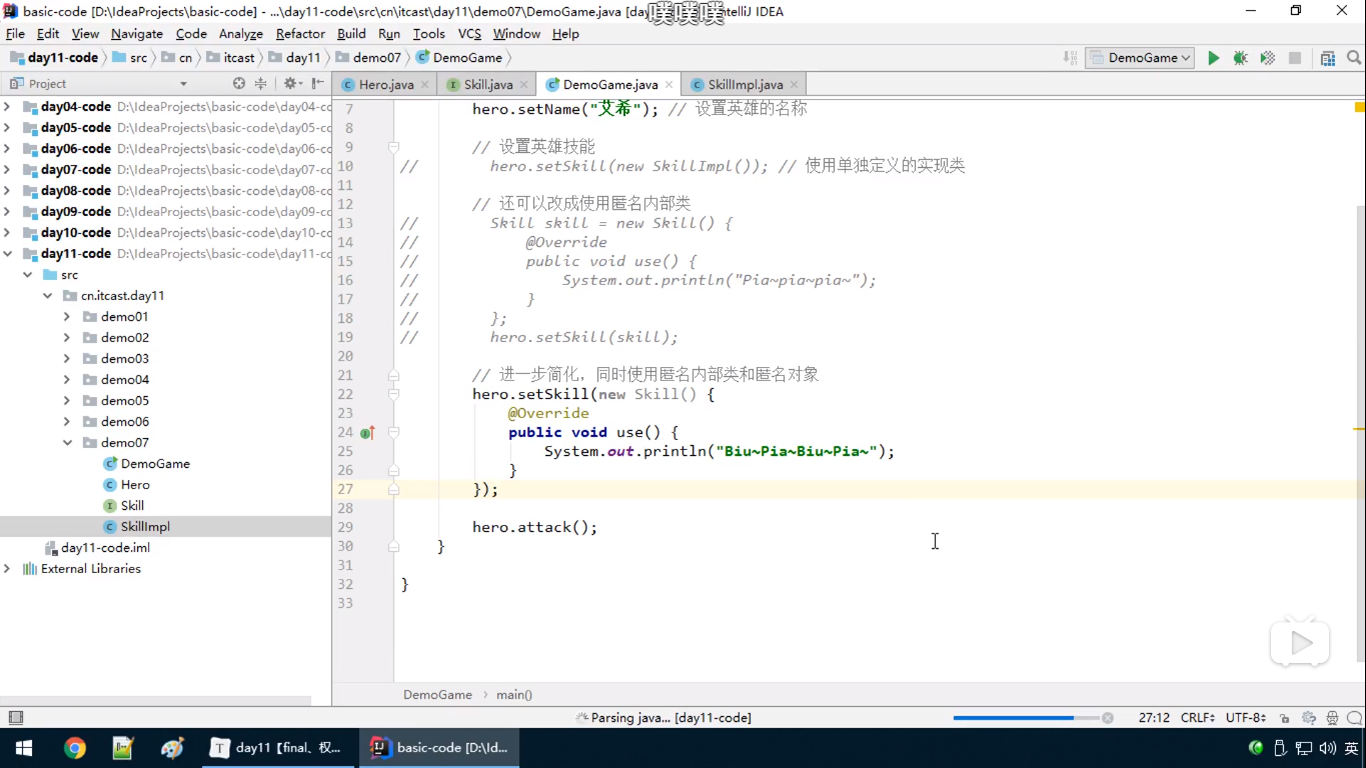 basic-code [D:\IdeaProjects\basic-code] - ...\day11-code\src\cn\itcast\day11\demo07\DemoGame.java [day
噗噗噗
ntelliJ IDEA
File Edit View Navigate Code Analyze Refactor Build Run Tools VCS Window Help
day11-code src cn itcast day11 demo07 DemoGame
DemoGame
Project
Hero.java Skill.java DemoGame.java SkillImpl.java
day04-code D:\IdeaProjects\basic-code\day04-cc
day05-code D:\IdeaProjects\basic-code\day05-cc
day06-code D:\IdeaProjects\basic-code\day06-cc
day07-code D:\IdeaProjects\basic-code\day07-cc
day08-code D:\IdeaProjects\basic-code\day08-cc
day09-code D:\IdeaProjects\basic-code\day09-cc
day10-code D:\IdeaProjects\basic-code\day10-cc
day11-code D:\IdeaProjects\basic-code\day11-cc
src
cn.itcast.day11
demo01
demo02
demo03
demo04
demo05
demo06
demo07
DemoGame
Hero
Skill
SkillImpl
day11-code.iml
External Libraries
7 hero.setName("艾希"); // 设置英雄的名称
8
9 // 设置英雄技能
10 // hero.setSkill(new SkillImpl()); // 使用单独定义的实现类
11
12 // 还可以改成使用匿名内部类
13 // Skill skill = new Skill() {
14 // @Override
15 // public void use() {
16 // System.out.println("Pia~pia~pia~");
17 // }
18 // };
19 // hero.setSkill(skill);
20
21 // 进一步简化，同时使用匿名内部类和匿名对象
22 hero.setSkill(new Skill() {
23 @Override
24 public void use() {
25 System.out.println("Biu~Pia~Biu~Pia~");
26 }
27 });
28
29 hero.attack();
30 }
31
32 }
33
DemoGame main()
Parsing java... [day11-code]
27:12 CRLF UTF-8
day11【final、权...
basic-code [D:\Id...
英